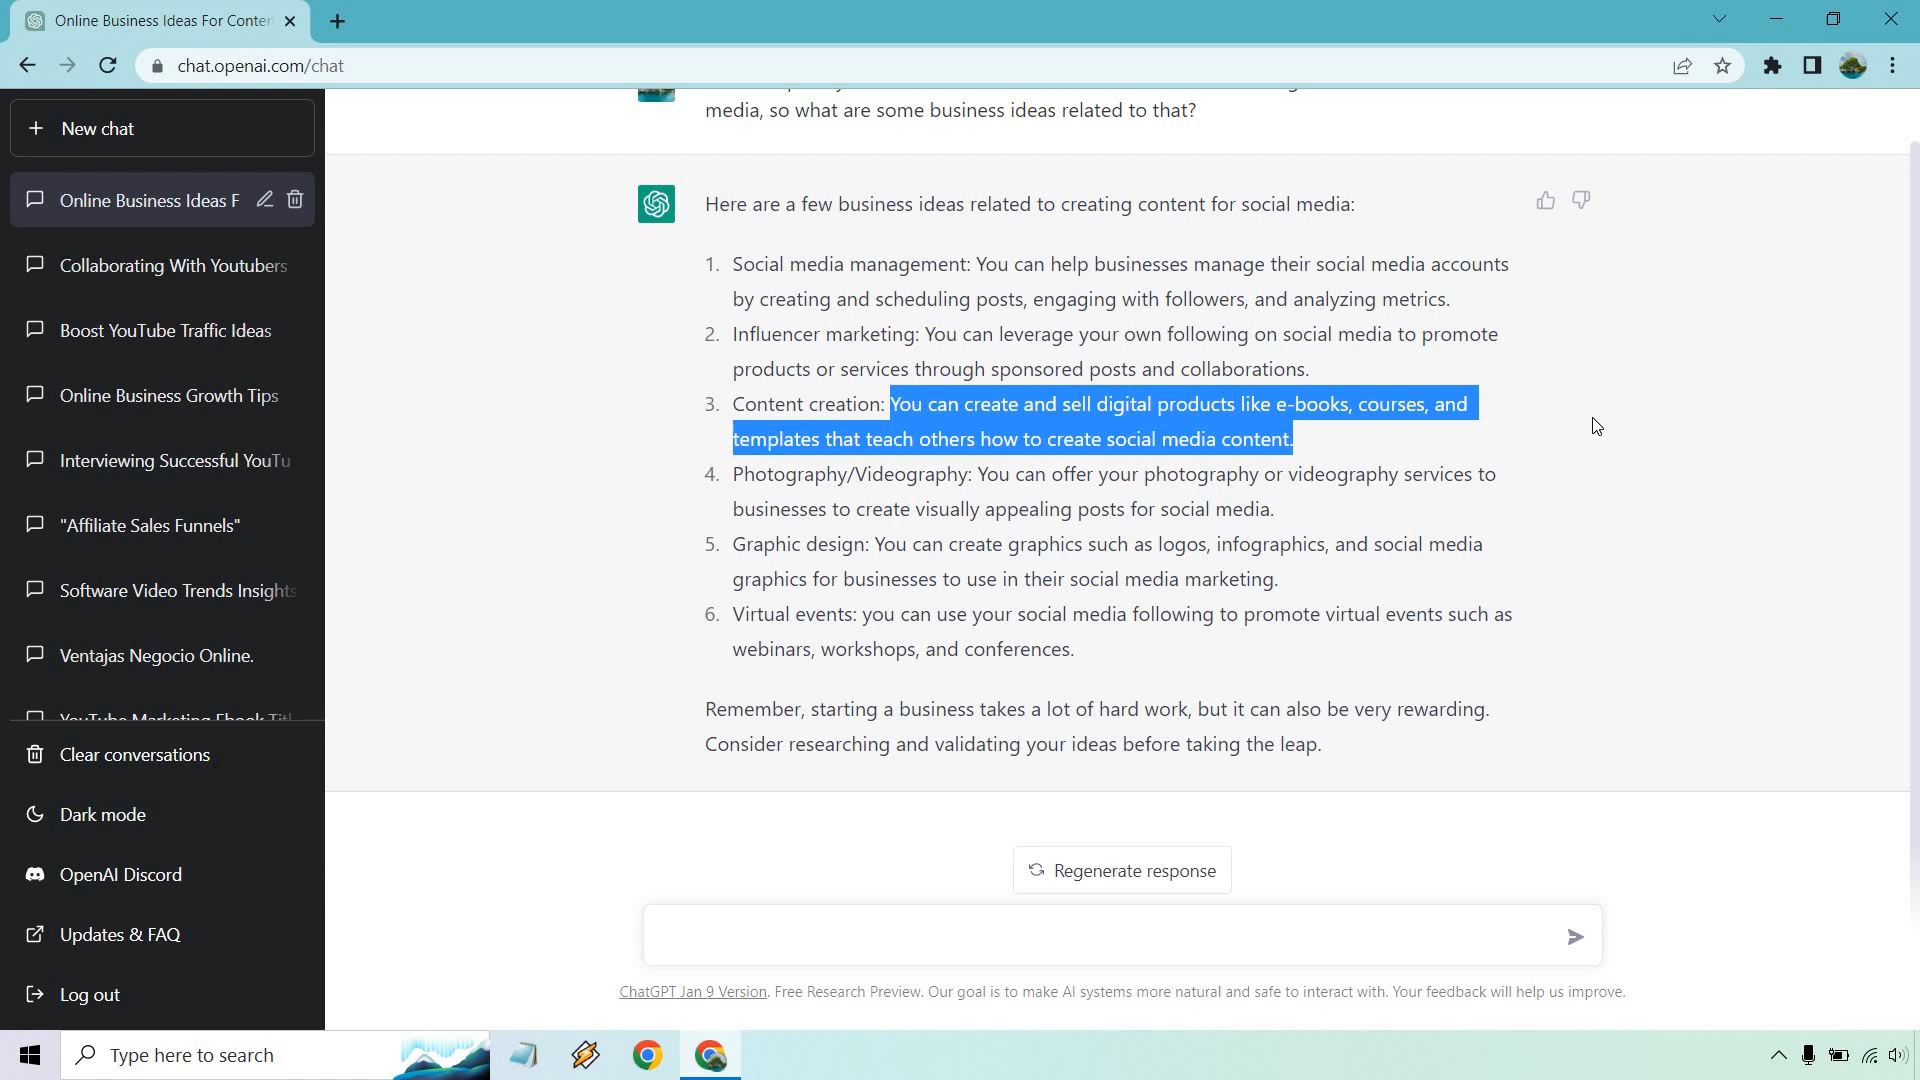 Online Business Ideas For Conten
chat.openai.com/chat
New chat
Online Business Ideas F
Collaborating With Youtubers
Boost YouTube Traffic Ideas
Online Business Growth Tips
Interviewing Successful YouTu
"Affiliate Sales Funnels"
Software Video Trends Insights
Ventajas Negocio Online.
YouTube Marketing Ebook Titl
Clear conversations
Dark mode
OpenAI Discord
Updates & FAQ
Log out
media, so what are some business ideas related to that?
Here are a few business ideas related to creating content for social media:
1. Social media management: You can help businesses manage their social media accounts
by creating and scheduling posts, engaging with followers, and analyzing metrics.
2. Influencer marketing: You can leverage your own following on social media to promote
products or services through sponsored posts and collaborations.
3. Content creation: You can create and sell digital products like e-books, courses, and
templates that teach others how to create social media content.
4. Photography/Videography: You can offer your photography or videography services to
businesses to create visually appealing posts for social media.
5. Graphic design: You can create graphics such as logos, infographics, and social media
graphics for businesses to use in their social media marketing.
6. Virtual events: you can use your social media following to promote virtual events such as
webinars, workshops, and conferences.
Remember, starting a business takes a lot of hard work, but it can also be very rewarding.
Consider researching and validating your ideas before taking the leap.
Regenerate response
ChatGPT Jan 9 Version. Free Research Preview. Our goal is to make AI systems more natural and safe to interact with. Your feedback will help us improve.
Type here to search